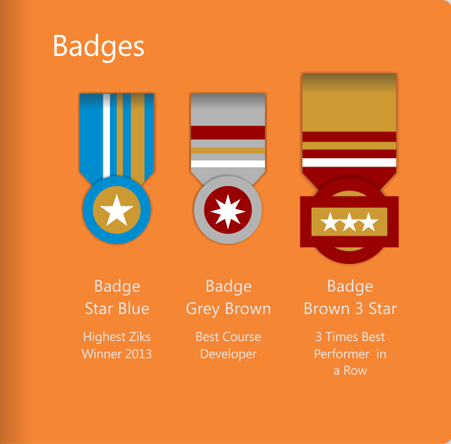 Badges
Badge
Star Blue
Highest Ziks
Winner 2013
Badge
Grey Brown
Best Course
Developer
Badge
Brown 3 Star
3 Times Best
Performer in
a Row